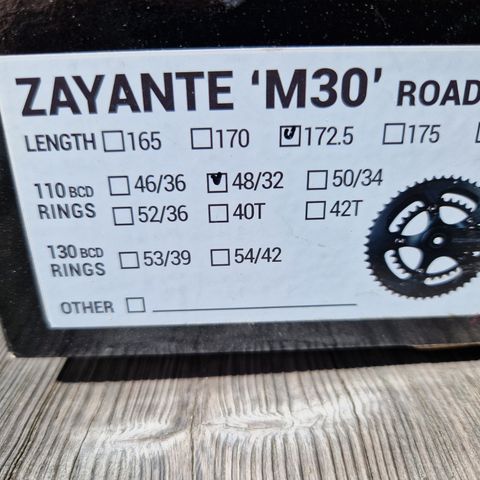 ZAYANTE 'M30' ROAD
LENGTH 165 170 172.5 175
110 BCD RINGS 46/36 48/32 50/34
52/36 40T 42T
130 BCD RINGS 53/39 54/42
OTHER